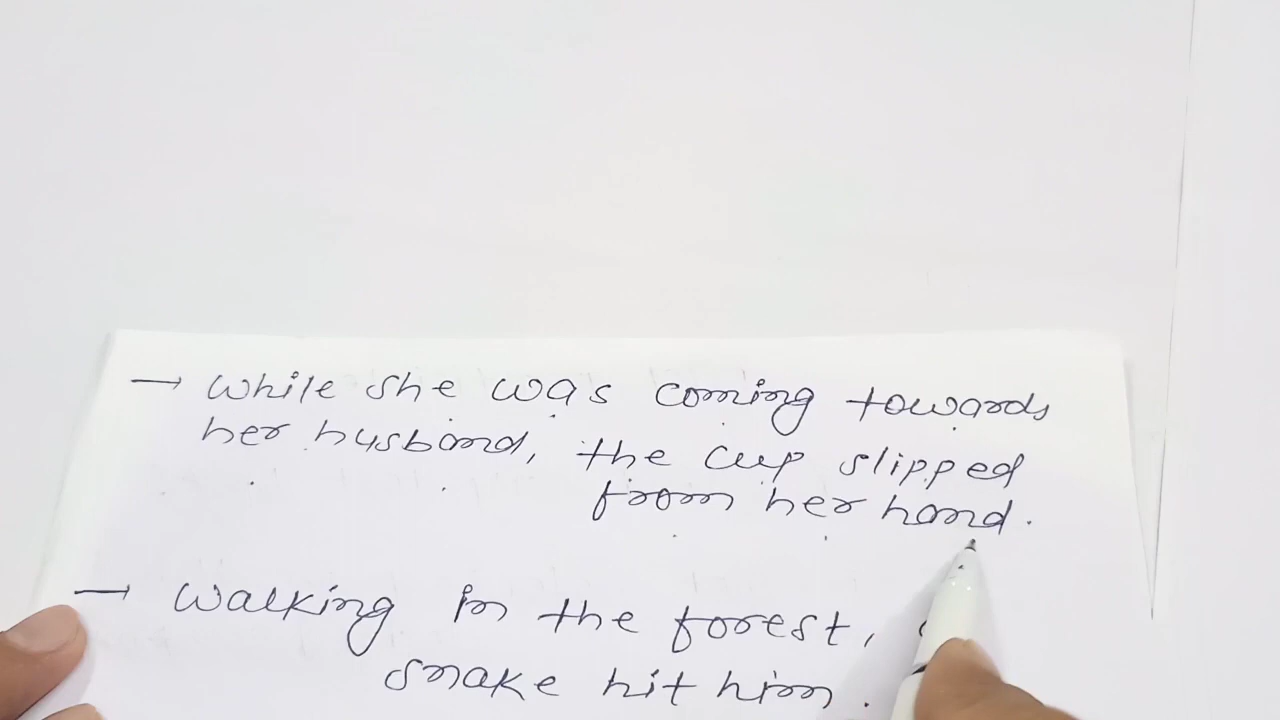 → While she was coming towards
her husband, the cup slipped
from her hand.
→ Walking in the forest,
snake hit him.